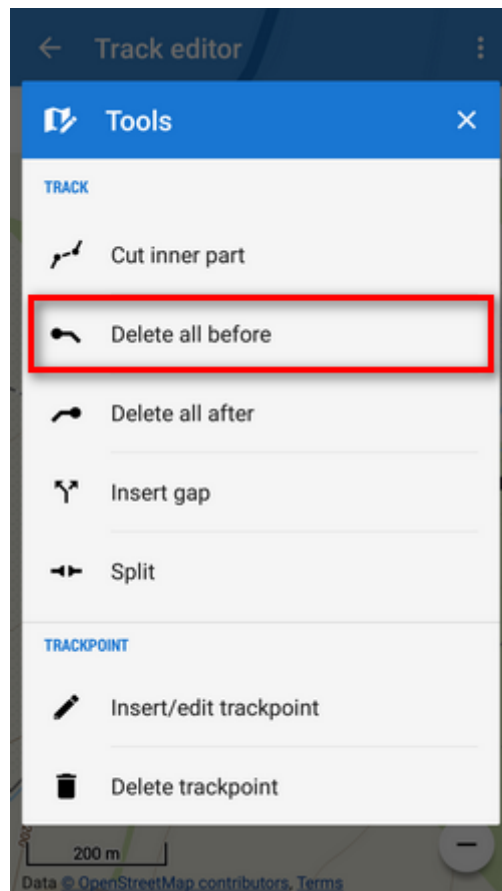 Track editor
Tools
TRACK
Cut inner part
Delete all before
Delete all after
Insert gap
Split
TRACKPOINT
Insert/edit trackpoint
Delete trackpoint
200
200 m
Data © OpenStreetMap contributors, Terms